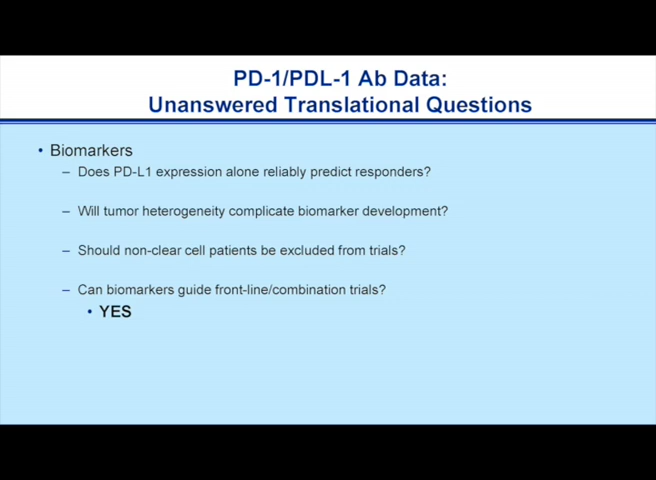 PD-1/PDL-1 Ab Data:
Unanswered Translational Questions
• Biomarkers
– Does PD-L1 expression alone reliably predict responders?
– Will tumor heterogeneity complicate biomarker development?
– Should non-clear cell patients be excluded from trials?
– Can biomarkers guide front-line/combination trials?
• YES